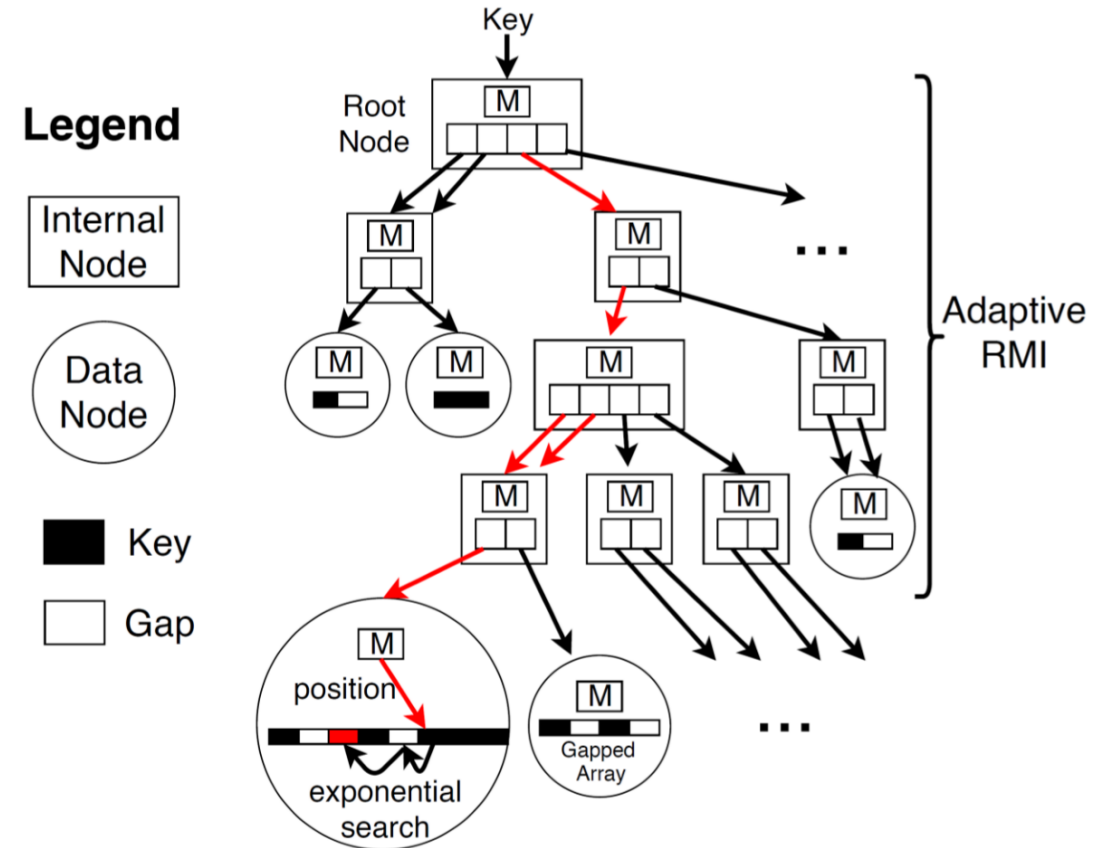 Key
Root
Node
M
Legend
Internal
Node
M
M
...
Adaptive
RMI
Data
Node
M
M
M
M
M
M
M
M
Key
Gap
M
position
M
Gapped
Array
...
exponential
search